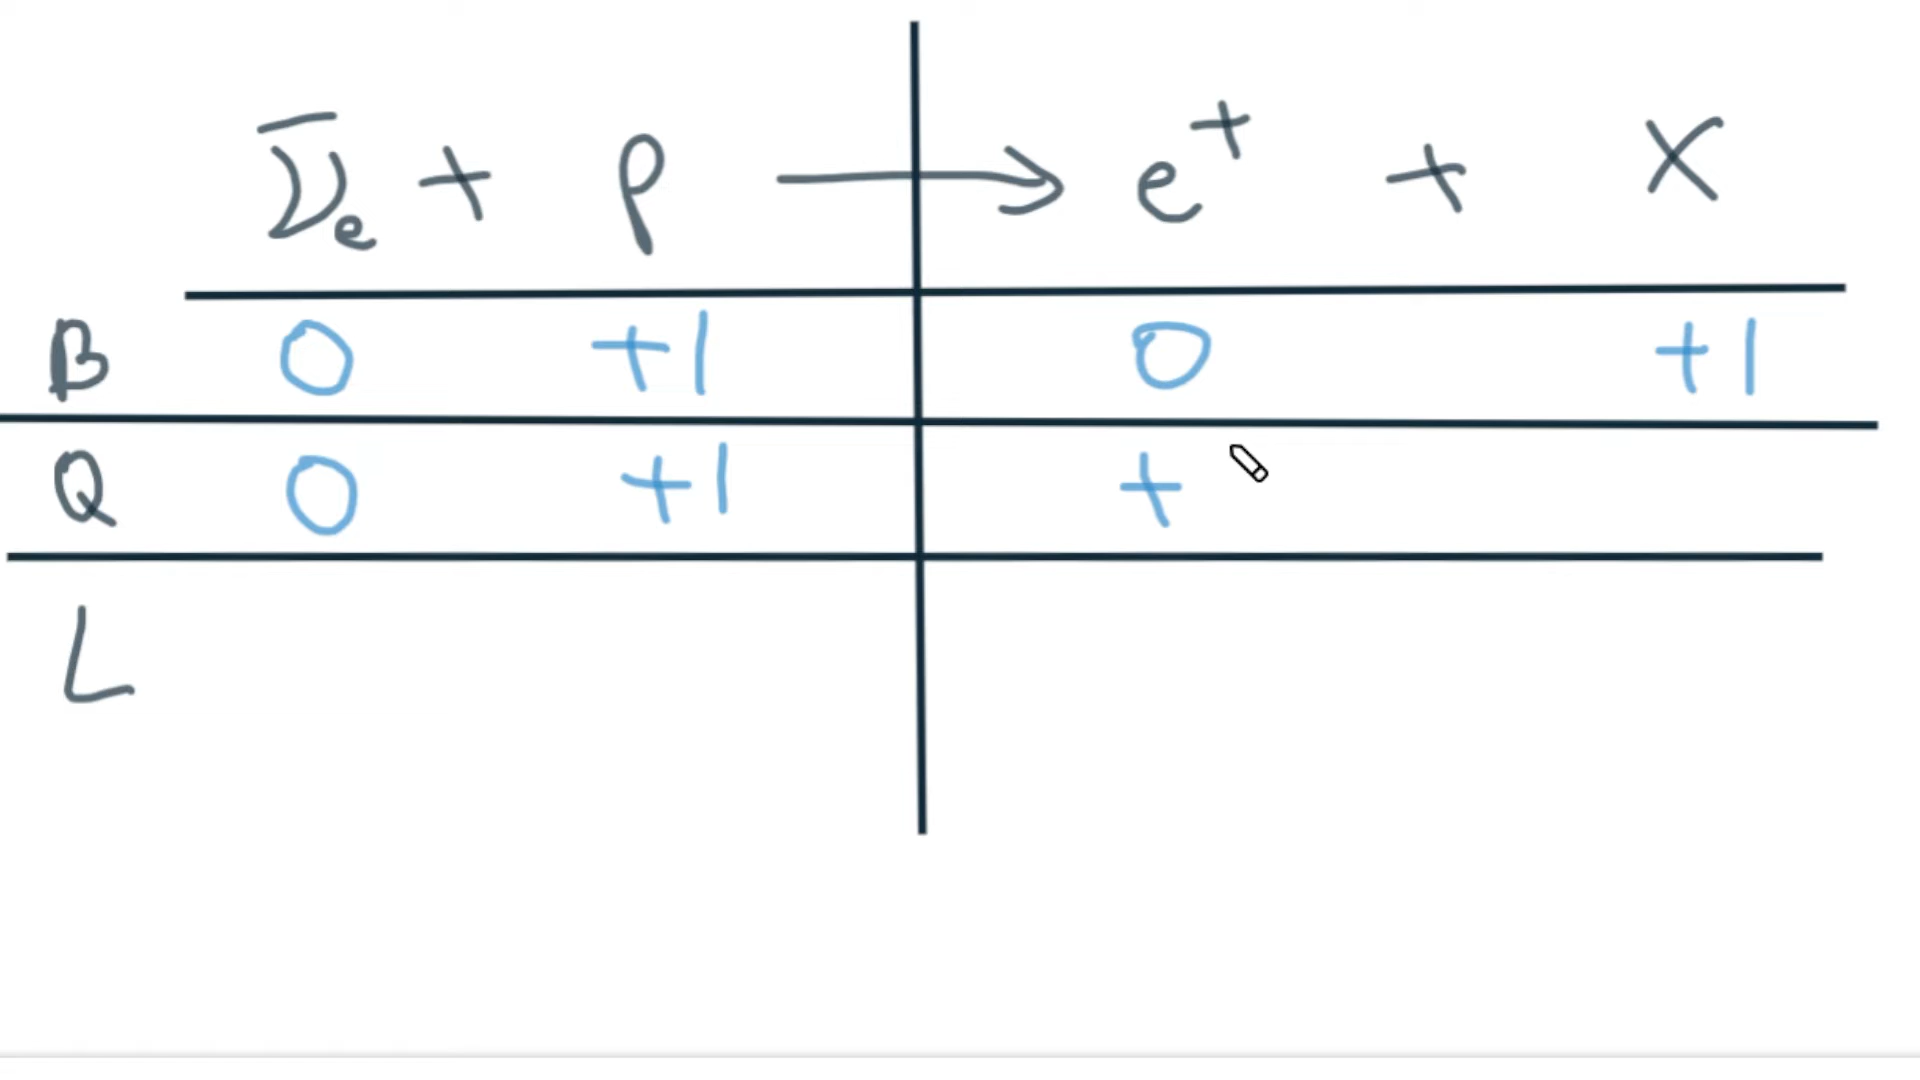 ν̅ₑ + p → e⁺ + X
B 0 +1 0 +1
Q 0 +1 +
L